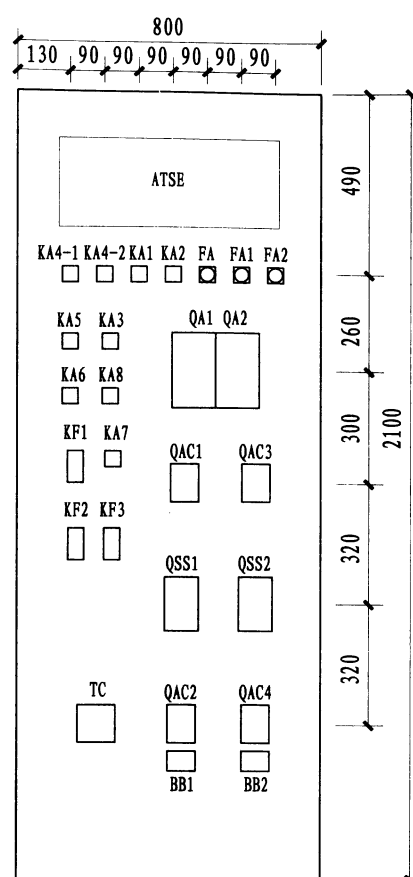 800
130 90 90 90 90 90 90
ATSE
490
KA4-1 KA4-2 KA1 KA2 FA FA1 FA2
KA5 KA3
QA1 QA2
260
KA6 KA8
300
2100
KF1 KA7
QAC1 QAC3
KF2 KF3
320
QSS1 QSS2
320
TC
QAC2 QAC4
BB1 BB2